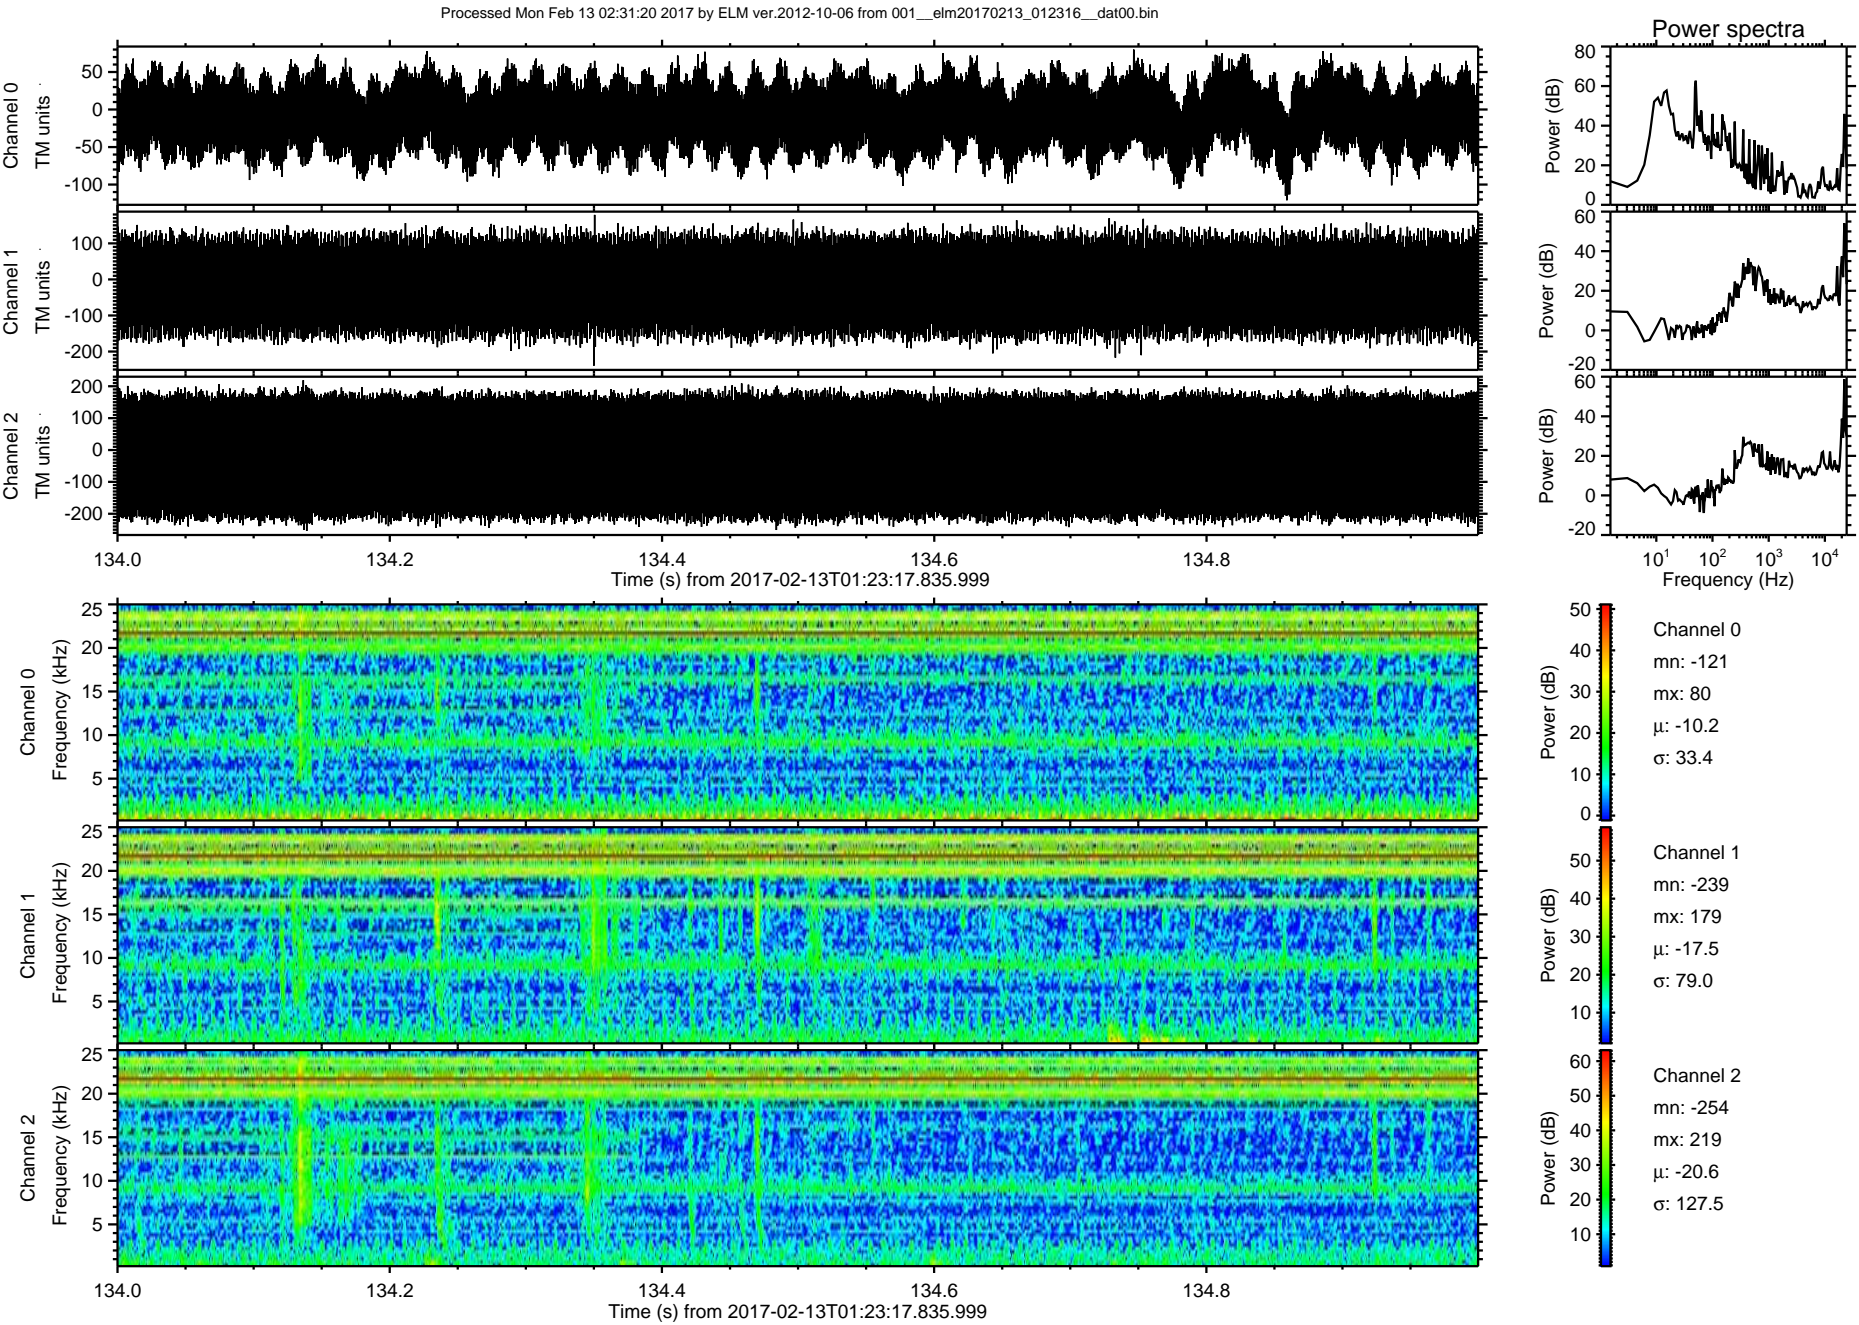 Processed Mon Feb 13 02:31:20 2017 by ELM ver.2012-10-06 from 001__elm20170213_012316__dat00.bin
Power spectra
Channel 0
TM units
50
0
-50
-100
Power (dB)
80
60
40
20
0
Channel 1
TM units
100
0
-100
-200
Power (dB)
60
40
20
0
-20
Channel 2
TM units
200
100
0
-100
-200
Power (dB)
60
40
20
0
-20
134.0 134.2 134.4 134.6 134.8
Time (s) from 2017-02-13T01:23:17.835.999
10¹ 10² 10³ 10⁴
Frequency (Hz)
Channel 0
Frequency (kHz)
25
20
15
10
5
Power (dB)
50
40
30
20
10
0
Channel 0
mn: -121
mx: 80
μ: -10.2
σ: 33.4
Channel 1
Frequency (kHz)
25
20
15
10
5
Power (dB)
50
40
30
20
10
Channel 1
mn: -239
mx: 179
μ: -17.5
σ: 79.0
Channel 2
Frequency (kHz)
25
20
15
10
5
Power (dB)
60
50
40
30
20
10
Channel 2
mn: -254
mx: 219
μ: -20.6
σ: 127.5
134.0 134.2 134.4 134.6 134.8
Time (s) from 2017-02-13T01:23:17.835.999